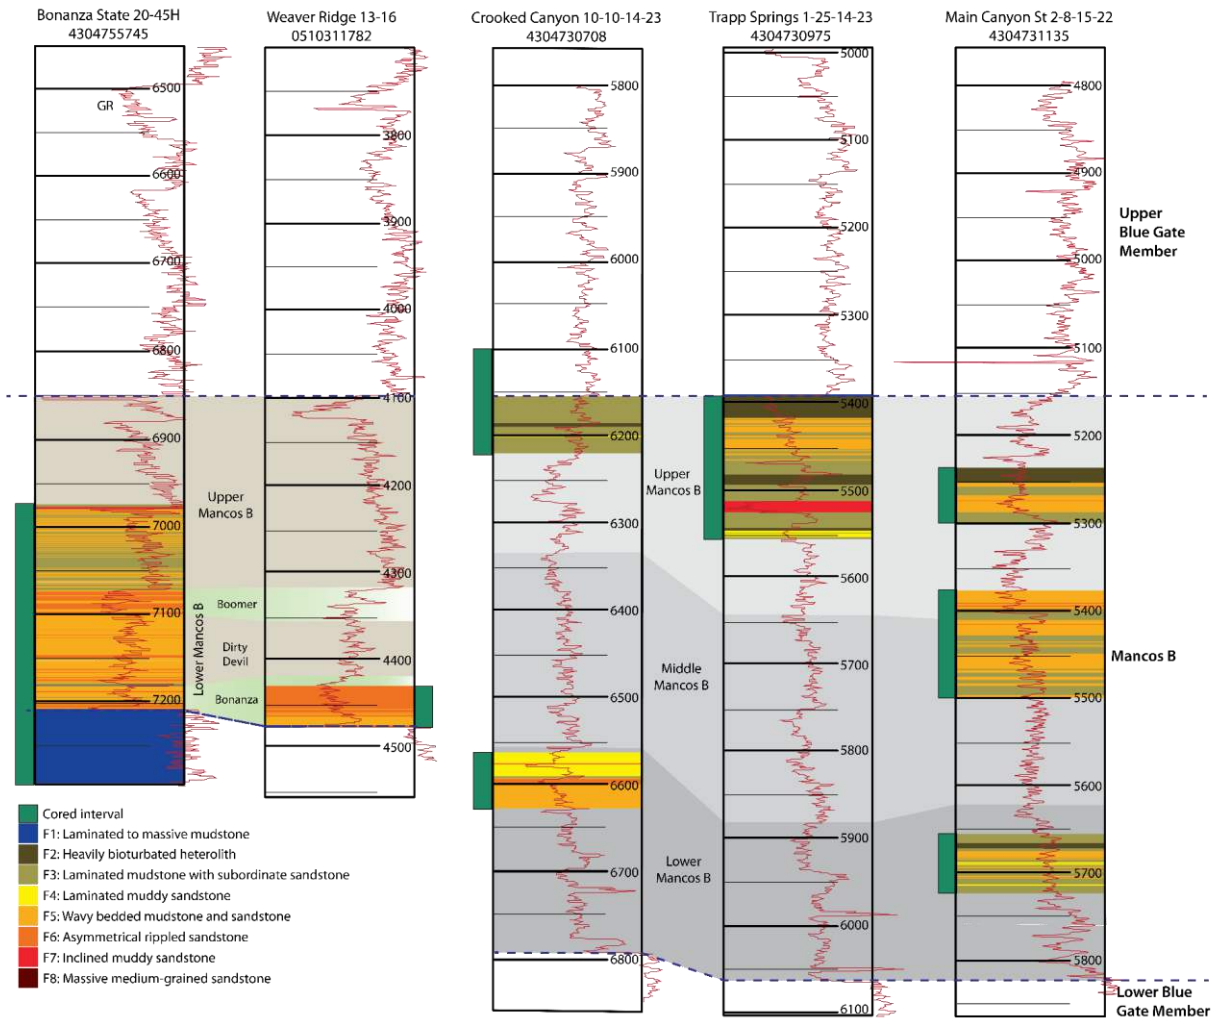 Bonanza State 20-45H
4304755745
Weaver Ridge 13-16
0510311782
Crooked Canyon 10-10-14-23
4304730708
Trapp Springs 1-25-14-23
4304730975
Main Canyon St 2-8-15-22
4304731135
GR
6500
6600
6700
6800
6900
7000
7100
7200
3800
3900
4000
4100
4200
4300
4400
4500
5800
5900
6000
6100
6200
6300
6400
6500
6600
6700
6800
5000
5100
5200
5300
5400
5500
5600
5700
5800
5900
6000
6100
4800
4900
5000
5100
5200
5300
5400
5500
5600
5700
5800
Upper
Mancos B
Lower Mancos B
Boomer
Dirty
Devil
Bonanza
Upper
Mancos B
Middle
Mancos B
Lower
Mancos B
Upper
Blue Gate
Member
Mancos B
Lower Blue
Gate Member
Cored interval
F1: Laminated to massive mudstone
F2: Heavily bioturbated heterolith
F3: Laminated mudstone with subordinate sandstone
F4: Laminated muddy sandstone
F5: Wavy bedded mudstone and sandstone
F6: Asymmetrical rippled sandstone
F7: Inclined muddy sandstone
F8: Massive medium-grained sandstone